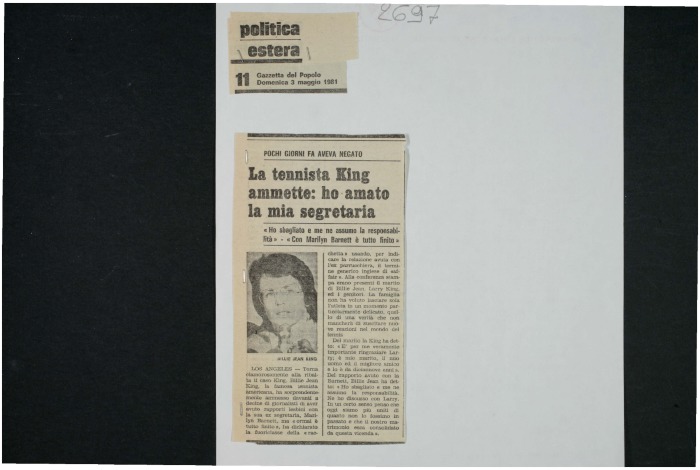 2697
politica
estera
11 Gazzetta del Popolo
Domenica 3 maggio 1981
POCHI GIORNI FA AVEVA NEGATO
La tennista King
ammette: ho amato
la mia segretaria
«Ho sbagliato e me ne assumo la responsabi-
lità» - «Con Marilyn Barnett è tutto finito»
BILLIE JEAN KING
LOS ANGELES — Torna
clamorosamente alla ribal-
ta il caso King. Billie Jean
King, la famosa tennista
americana, ha sorprendente-
mente ammesso davanti a
decine di giornalisti di aver
avuto rapporti lesbici con
la sua ex segretaria, Mari-
lyn Barnett, ma «ormai è
tutto finito», ha dichiarato
la fuoriclasse della «rac-
chetta» usando, per indi-
care la relazione avuta con
l'ex parrucchiera, il termi-
ne generico inglese di «af-
fair». Alla conferenza stam-
pa erano presenti il marito
di Billie Jean, Larry King,
ed i genitori. La famiglia
non ha voluto lasciare sola
l'atleta in un momento par-
ticolarmente delicato, quel-
lo di una verità che non
mancherà di suscitare nuo-
ve reazioni nel mondo del
tennis.
Del marito la King ha det-
to: «E' per me veramente
importante ringraziare Lar-
ry; è mio marito, il mio
uomo ed il migliore amico
e lo è da diciannove anni».
Del rapporto avuto con la
Barnett, Billie Jean ha det-
to: «Ho sbagliato e me ne
assumo la responsabilità.
Ne ho discusso con Larry.
In un certo senso penso che
oggi siamo più uniti di
quanto non lo fossimo in
passato e che il nostro ma-
trimonio esca
da questa vicenda».